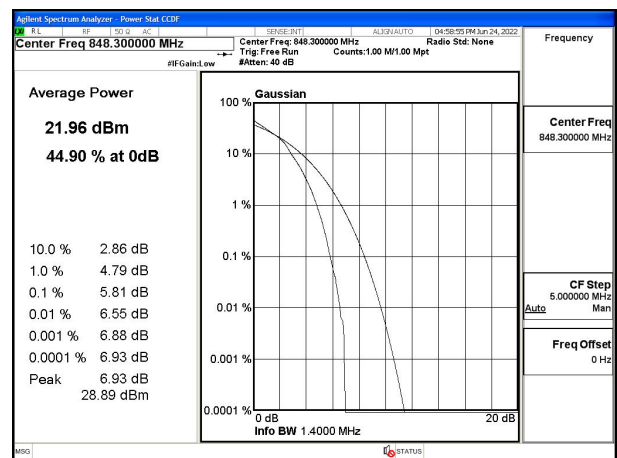 Agilent Spectrum Analyzer - Power Stat CCDF
RL RF 50 Ω AC SENSE:INT ALIGN AUTO 04:58:55 PM Jun 24, 2022
Center Freq 848.300000 MHz
Center Freq: 848.300000 MHz Radio Std: None
Trig: Free Run Counts:1.00 M/1.00 Mpt
#IFGain:Low #Atten: 40 dB
Frequency
Average Power
21.96 dBm
44.90 % at 0dB
10.0 % 2.86 dB
1.0 % 4.79 dB
0.1 % 5.81 dB
0.01 % 6.55 dB
0.001 % 6.88 dB
0.0001 % 6.93 dB
Peak 6.93 dB
28.89 dBm
Gaussian
100 %
10 %
1 %
0.1 %
0.01 %
0.001 %
0.0001 %
0 dB 20 dB
Info BW 1.4000 MHz
Center Freq
848.300000 MHz
CF Step
5.000000 MHz
Auto Man
Freq Offset
0 Hz
MSG STATUS